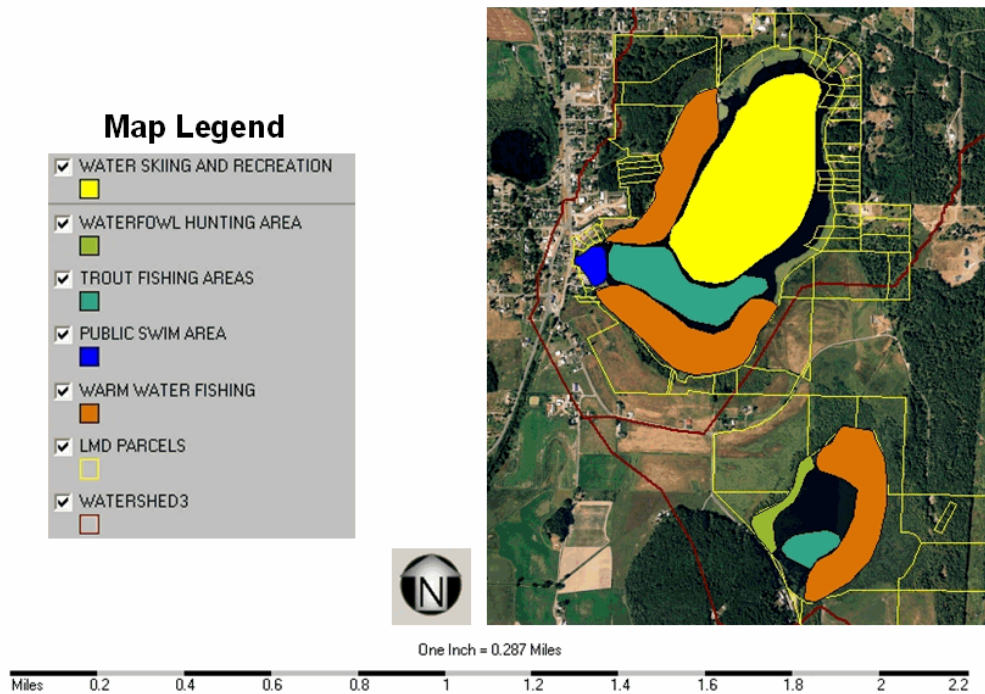 Map Legend
WATER SKIING AND RECREATION
WATERFOWL HUNTING AREA
TROUT FISHING AREAS
PUBLIC SWIM AREA
WARM WATER FISHING
LMD PARCELS
WATERSHED3
N
One Inch = 0.287 Miles
Miles 0.2 0.4 0.6 0.8 1 1.2 1.4 1.6 1.8 2 2.2